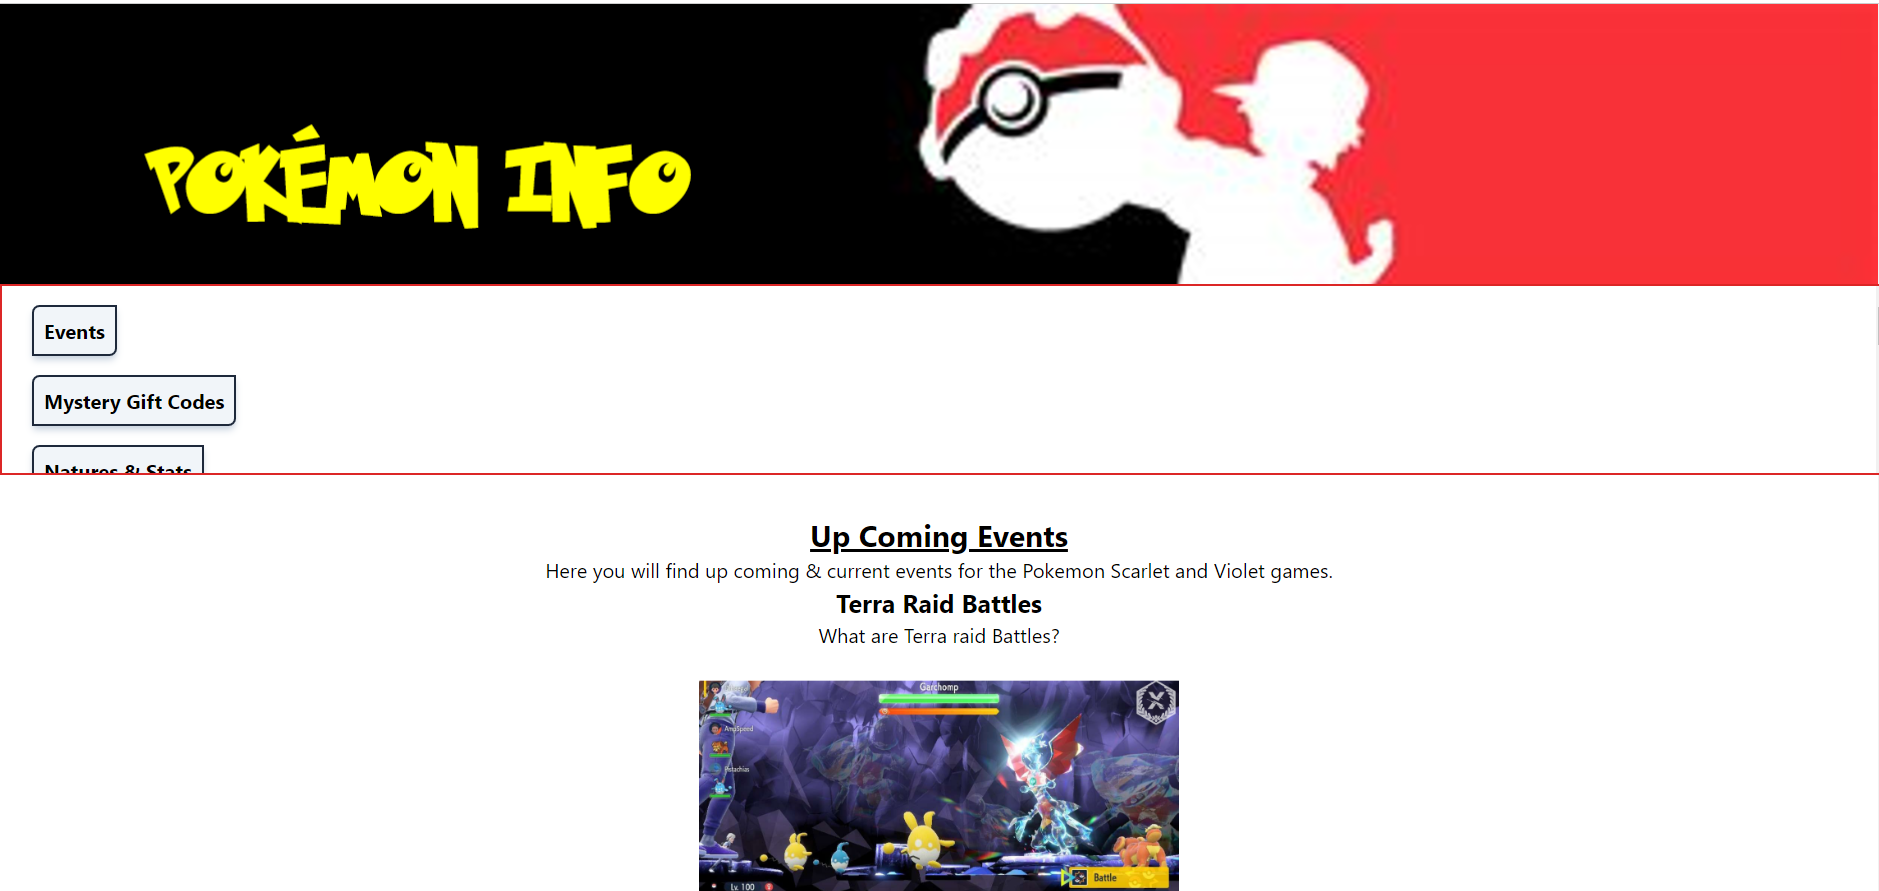 POKÉMON INFO
Events
Mystery Gift Codes
Natures & Stats
Up Coming Events
Here you will find up coming & current events for the Pokemon Scarlet and Violet games.
Terra Raid Battles
What are Terra raid Battles?
Garchomp
AmpSpeed
Pistachias
Battle
Lv. 100